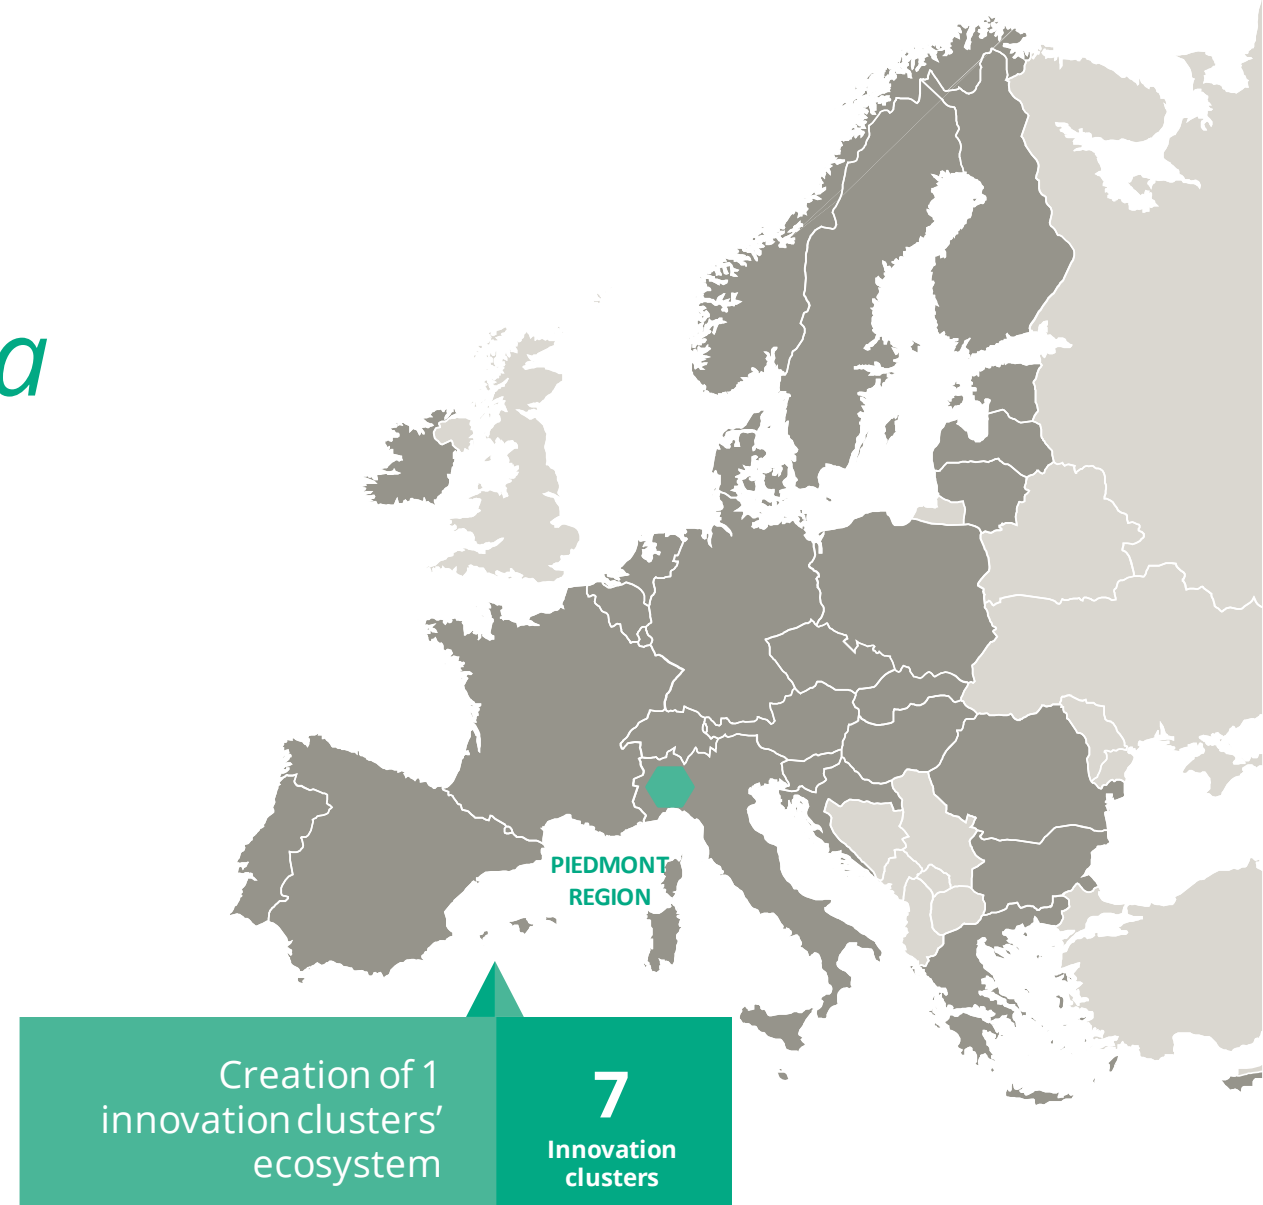 a
PIEDMONT
REGION
Creation of 1
innovation clusters’
ecosystem
7
Innovation
clusters